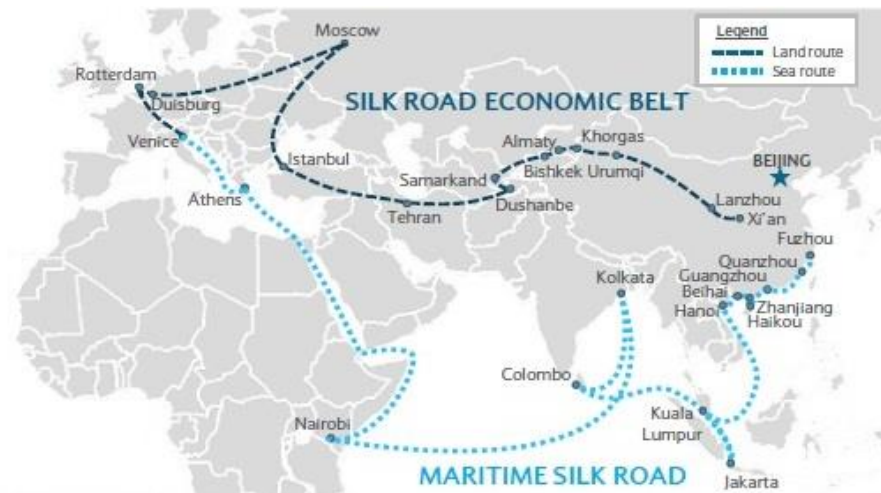 Legend
Land route
Sea route
Moscow
Rotterdam
Duisburg
SILK ROAD ECONOMIC BELT
Venice
Istanbul
Almaty
Khorgas
BEIJING
Samarkand
Bishkek Urumqi
Athens
Tehran
Dushanbe
Lanzhou
Xi'an
Fuzhou
Quanzhou
Kolkata
Guangzhou
Beihai
Zhanjiang
Hanoi
Haikou
Colombo
Nairobi
Kuala
Lumpur
MARITIME SILK ROAD
Jakarta